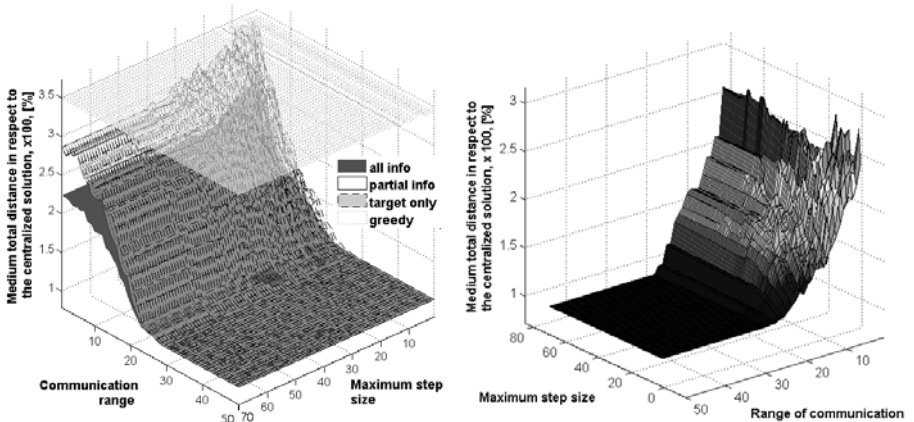 Medium total distance in respect to
the centralized solution, x100, [%]
3.5
3
2.5
2
1.5
1
all info
partial info
target only
greedy
10
20
30
40
50
Communication
range
70
60
50
40
30
20
10
Maximum step
size
Medium total distance in respect to
the centralized solution, x 100, [%]
3
2.5
2
1.5
1
80
60
40
20
0
Maximum step size
50
40
30
20
10
Range of communication